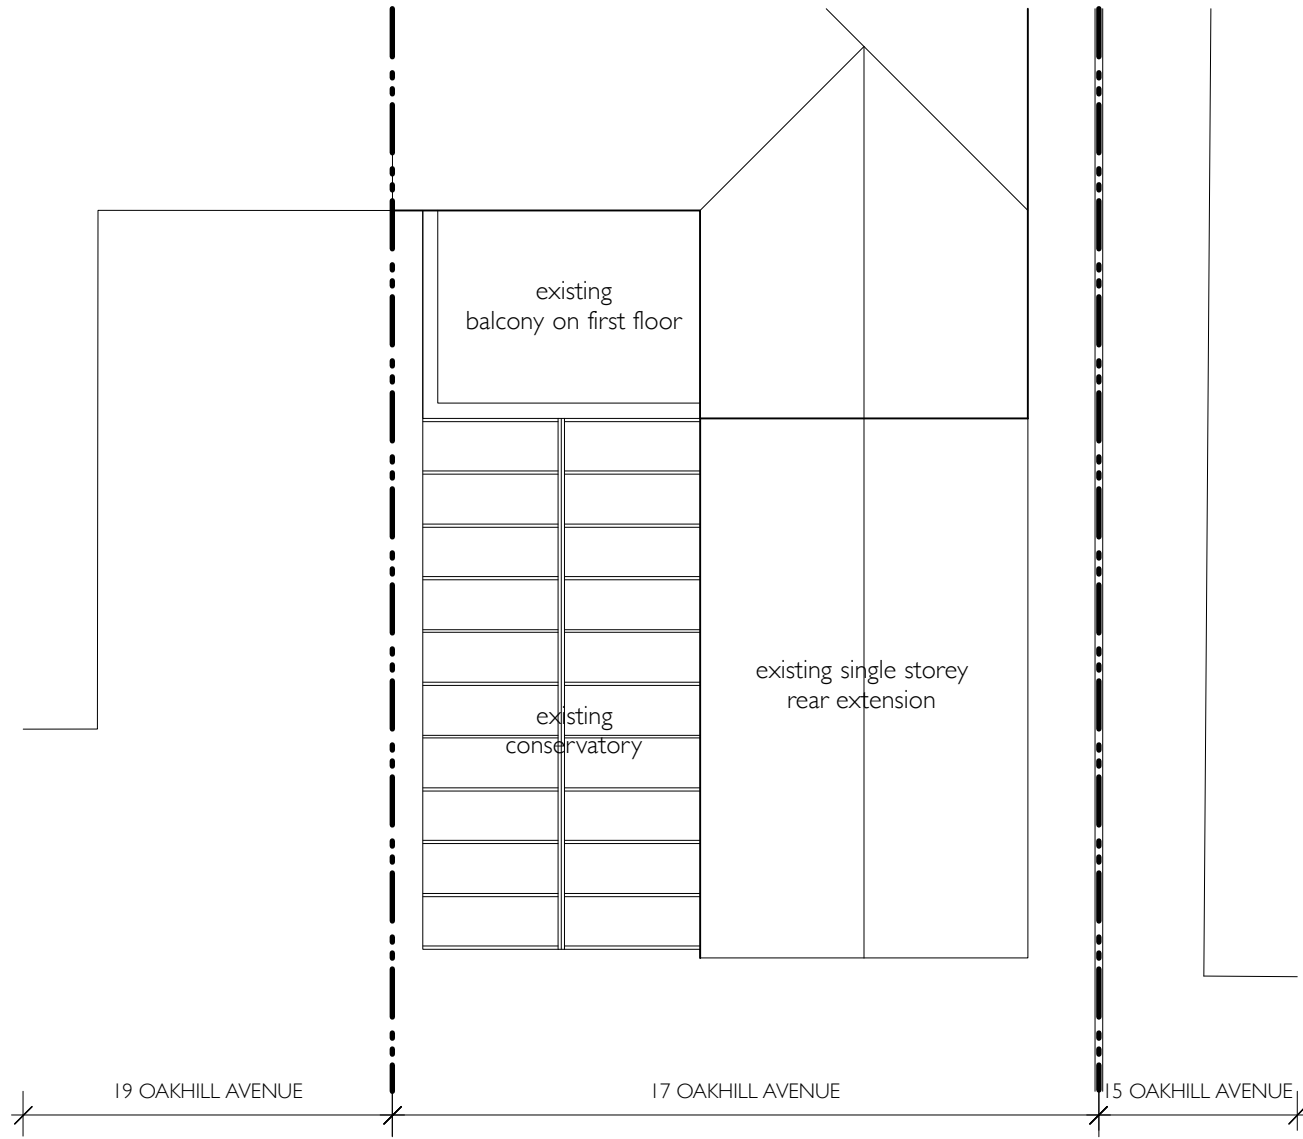 existing
balcony on first floor
existing single storey
rear extension
existing
conservatory
19 OAKHILL AVENUE
17 OAKHILL AVENUE
15 OAKHILL AVENUE